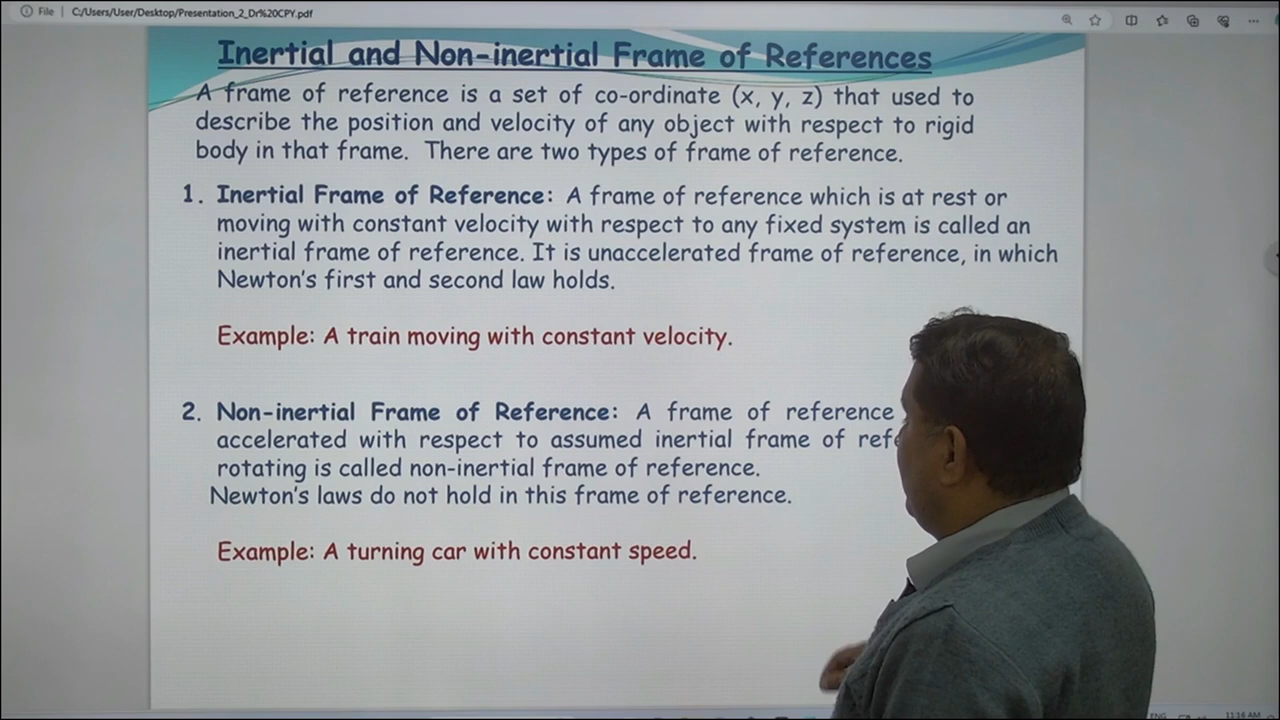 File | C:/Users/User/Desktop/Presentation_2_Dr%20CPY.pdf
Inertial and Non-inertial Frame of References
A frame of reference is a set of co-ordinate (x, y, z) that used to
describe the position and velocity of any object with respect to rigid
body in that frame. There are two types of frame of reference.
1. Inertial Frame of Reference: A frame of reference which is at rest or
moving with constant velocity with respect to any fixed system is called an
inertial frame of reference. It is unaccelerated frame of reference, in which
Newton's first and second law holds.
Example: A train moving with constant velocity.
2. Non-inertial Frame of Reference: A frame of reference
accelerated with respect to assumed inertial frame of
rotating is called non-inertial frame of reference.
Newton's laws do not hold in this frame of reference.
Example: A turning car with constant speed.
ENG 11:16 AM